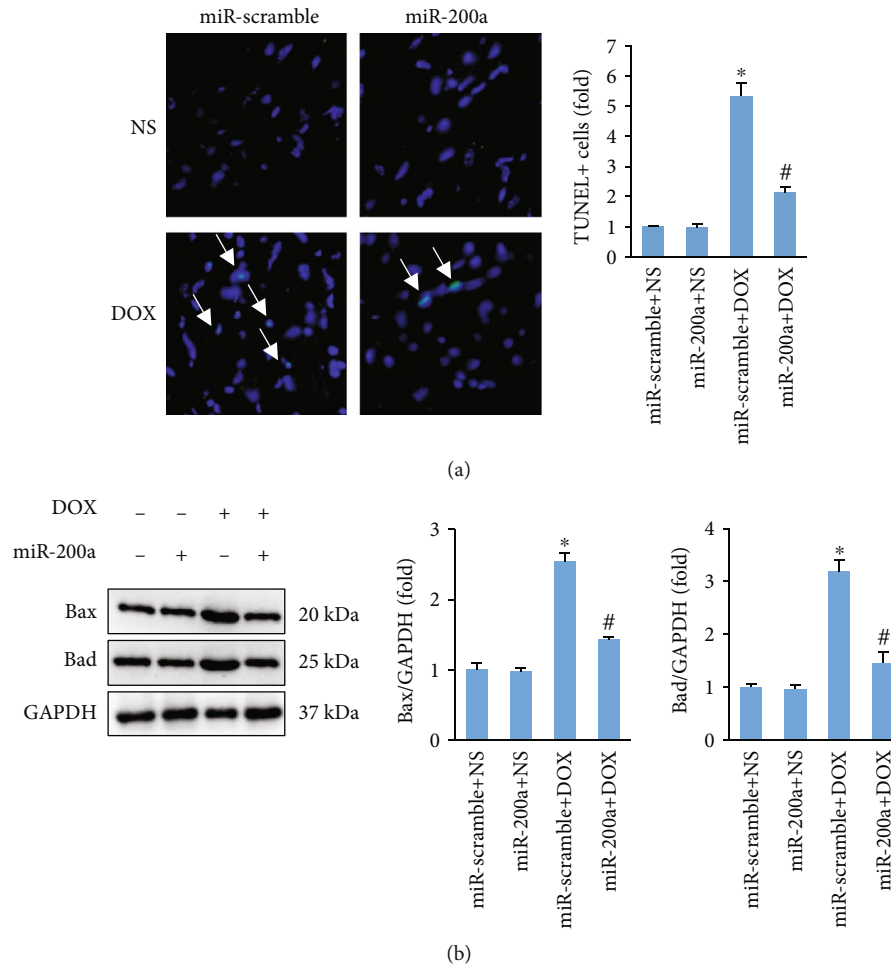 miR-scramble miR-200a
NS
DOX
TUNEL+ cells (fold)
7
6
5
4
3
2
1
0
*
#
miR-scramble+NS
miR-200a+NS
miR-scramble+DOX
miR-200a+DOX
(a)
DOX – – + +
miR-200a – + – +
Bax 20 kDa
Bad 25 kDa
GAPDH 37 kDa
Bax/GAPDH (fold)
3
2
1
0
*
#
miR-scramble+NS
miR-200a+NS
miR-scramble+DOX
miR-200a+DOX
Bad/GAPDH (fold)
4
3
2
1
0
*
#
miR-scramble+NS
miR-200a+NS
miR-scramble+DOX
miR-200a+DOX
(b)